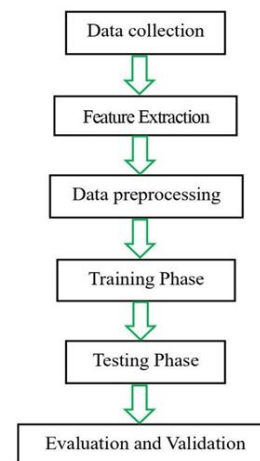 Data collection
Feature Extraction
Data preprocessing
Training Phase
Testing Phase
Evaluation and Validation